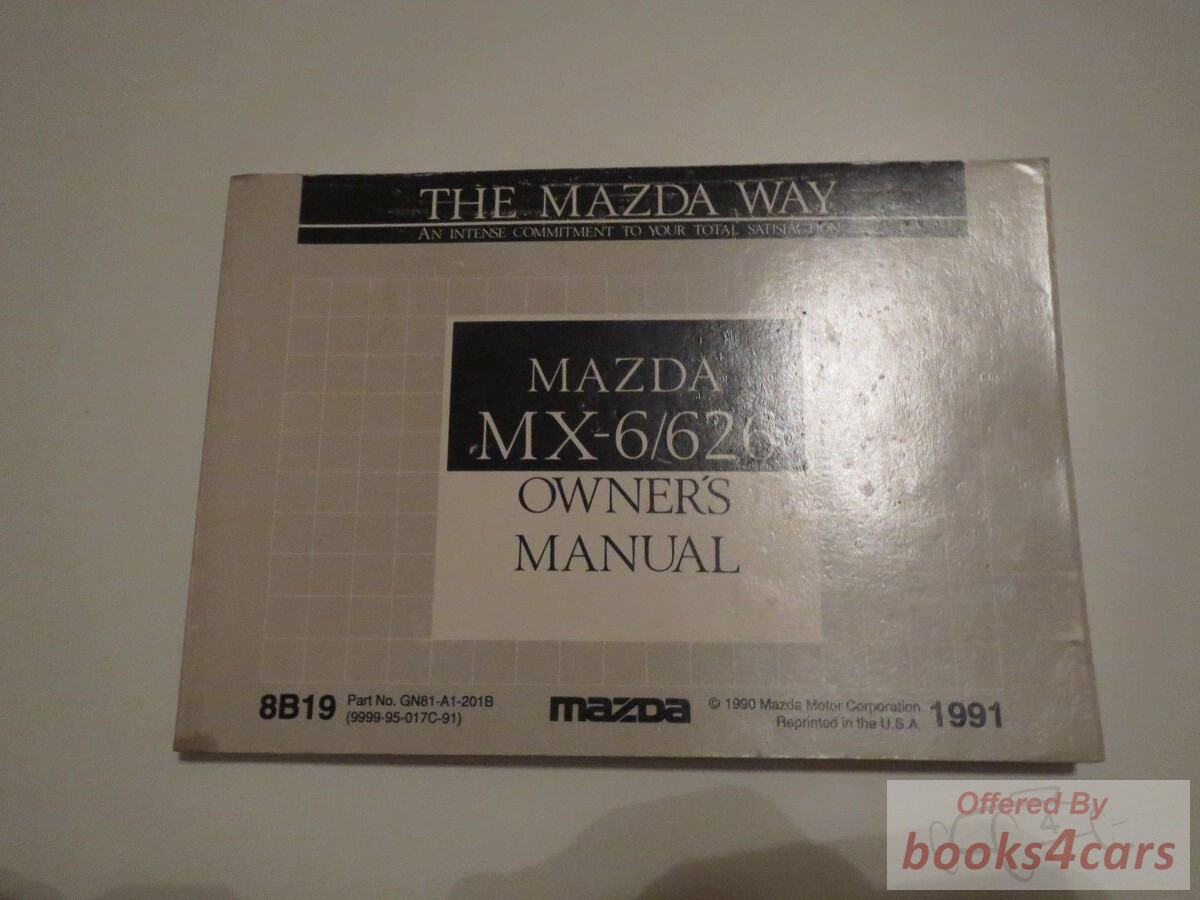 THE MAZDA WAY
AN INTENSE COMMITMENT TO YOUR TOTAL SATISFACTION
MAZDA
MX-6/626
OWNER'S
MANUAL
8B19
Part No. GN81-A1-201B
(9999-95-017C-91)
mazda
© 1990 Mazda Motor Corporation
Reprinted in the U.S.A.
1991
Offered By
books4cars